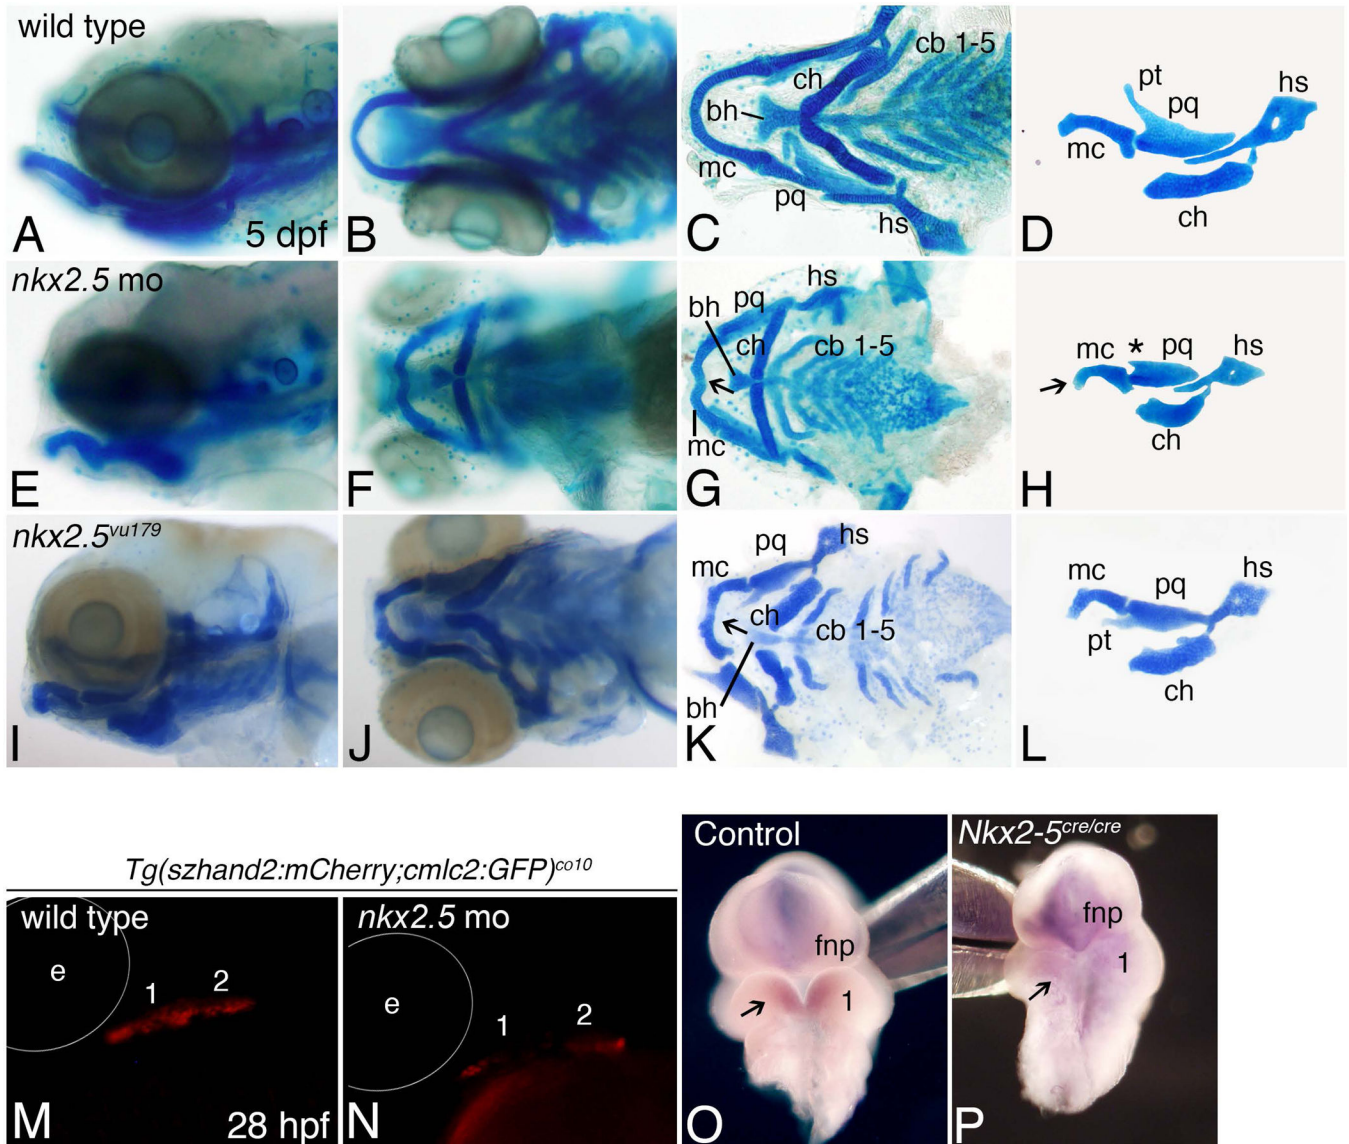 wild type
A
5 dpf
B
bh
ch
cb 1-5
mc
pq
hs
C
pt
pq
hs
mc
ch
D
nkx2.5 mo
E
F
hs
pq
bh
ch
cb 1-5
mc
G
mc * pq hs
ch
H
nkx2.5vu179
I
J
hs
pq
mc
ch
cb 1-5
bh
K
mc
pq
hs
pt
ch
L
Tg(szhand2:mCherry;cmlc2:GFP)co10
wild type
e
1
2
M
28 hpf
nkx2.5 mo
e
1
2
N
Control
fnp
1
O
Nkx2-5cre/cre
fnp
1
P